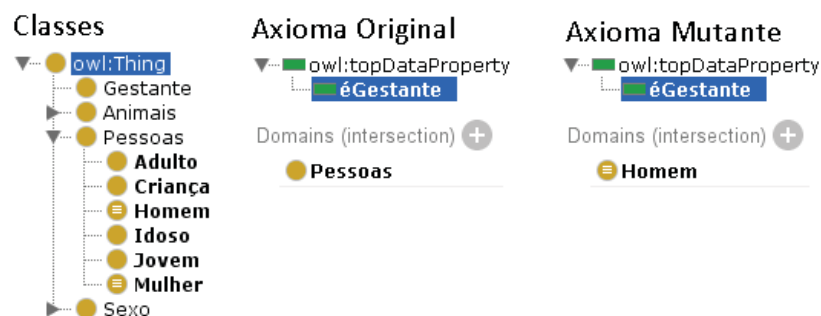 Classes
owl:Thing
Gestante
Animais
Pessoas
Adulto
Criança
Homem
Idoso
Jovem
Mulher
Sexo
Axioma Original
owl:topDataProperty
éGestante
Domains (intersection)
Pessoas
Axioma Mutante
owl:topDataProperty
éGestante
Domains (intersection)
Homem